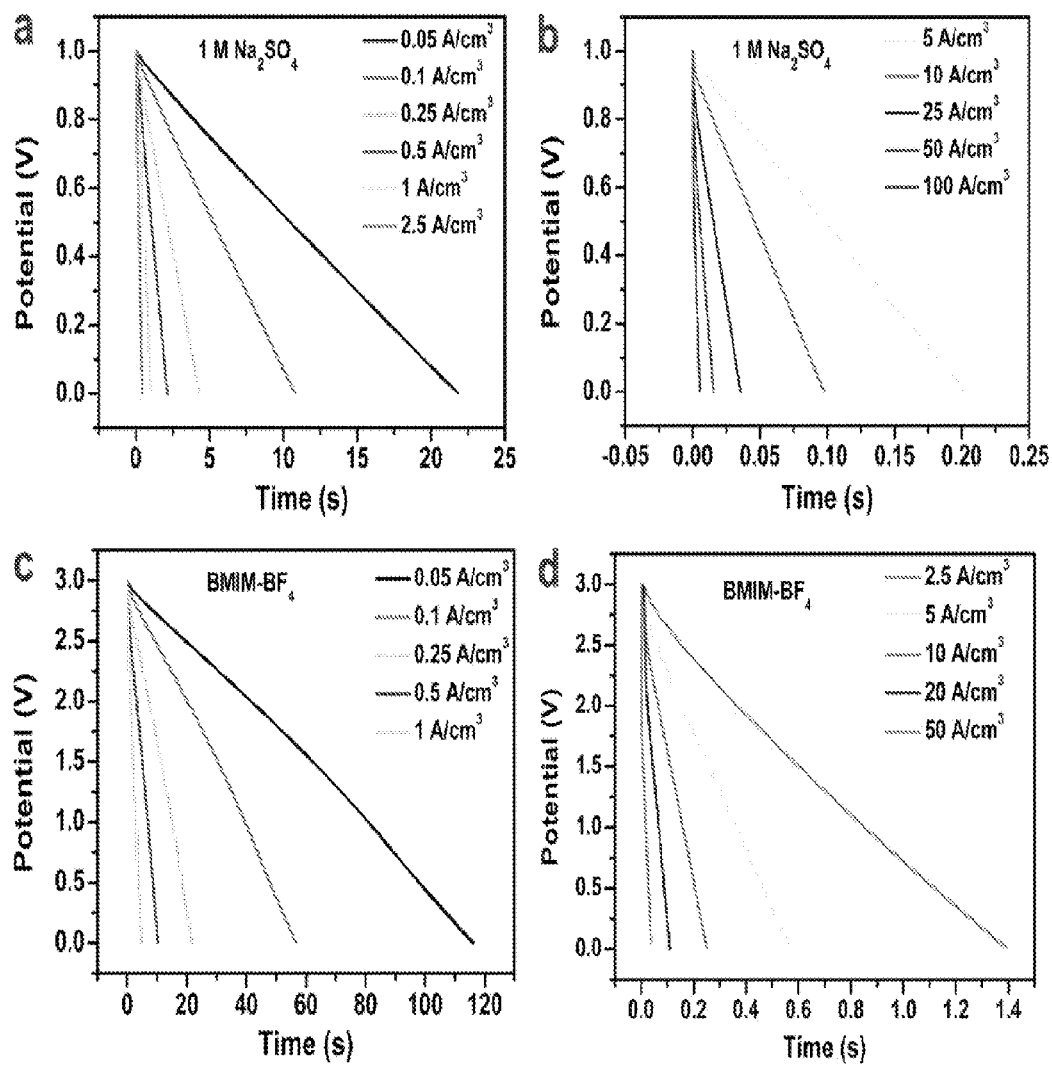 a
1 M Na₂SO₄
0.05 A/cm³
0.1 A/cm³
0.25 A/cm³
0.5 A/cm³
1 A/cm³
2.5 A/cm³
Potential (V)
1.0
0.8
0.6
0.4
0.2
0.0
0 5 10 15 20 25
Time (s)
b
1 M Na₂SO₄
5 A/cm³
10 A/cm³
25 A/cm³
50 A/cm³
100 A/cm³
Potential (V)
1.0
0.8
0.6
0.4
0.2
0.0
-0.05 0.00 0.05 0.10 0.15 0.20 0.25
Time (s)
c
BMIM-BF₄
0.05 A/cm³
0.1 A/cm³
0.25 A/cm³
0.5 A/cm³
1 A/cm³
Potential (V)
3.0
2.5
2.0
1.5
1.0
0.5
0.0
0 20 40 60 80 100 120
Time (s)
d
BMIM-BF₄
2.5 A/cm³
5 A/cm³
10 A/cm³
20 A/cm³
50 A/cm³
Potential (V)
3.0
2.5
2.0
1.5
1.0
0.5
0.0
0.0 0.2 0.4 0.6 0.8 1.0 1.2 1.4
Time (s)